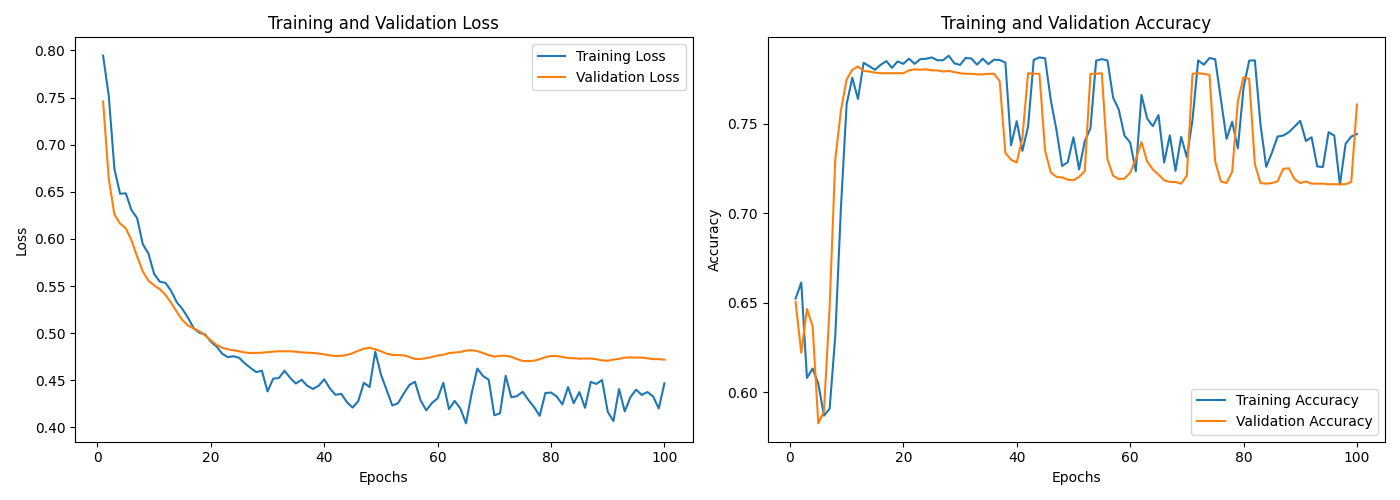 Training and Validation Loss
Training Loss
Validation Loss
0.80
0.75
0.70
0.65
0.60
0.55
0.50
0.45
0.40
Loss
0 20 40 60 80 100
Epochs
Training and Validation Accuracy
0.75
0.70
0.65
0.60
Accuracy
Training Accuracy
Validation Accuracy
0 20 40 60 80 100
Epochs